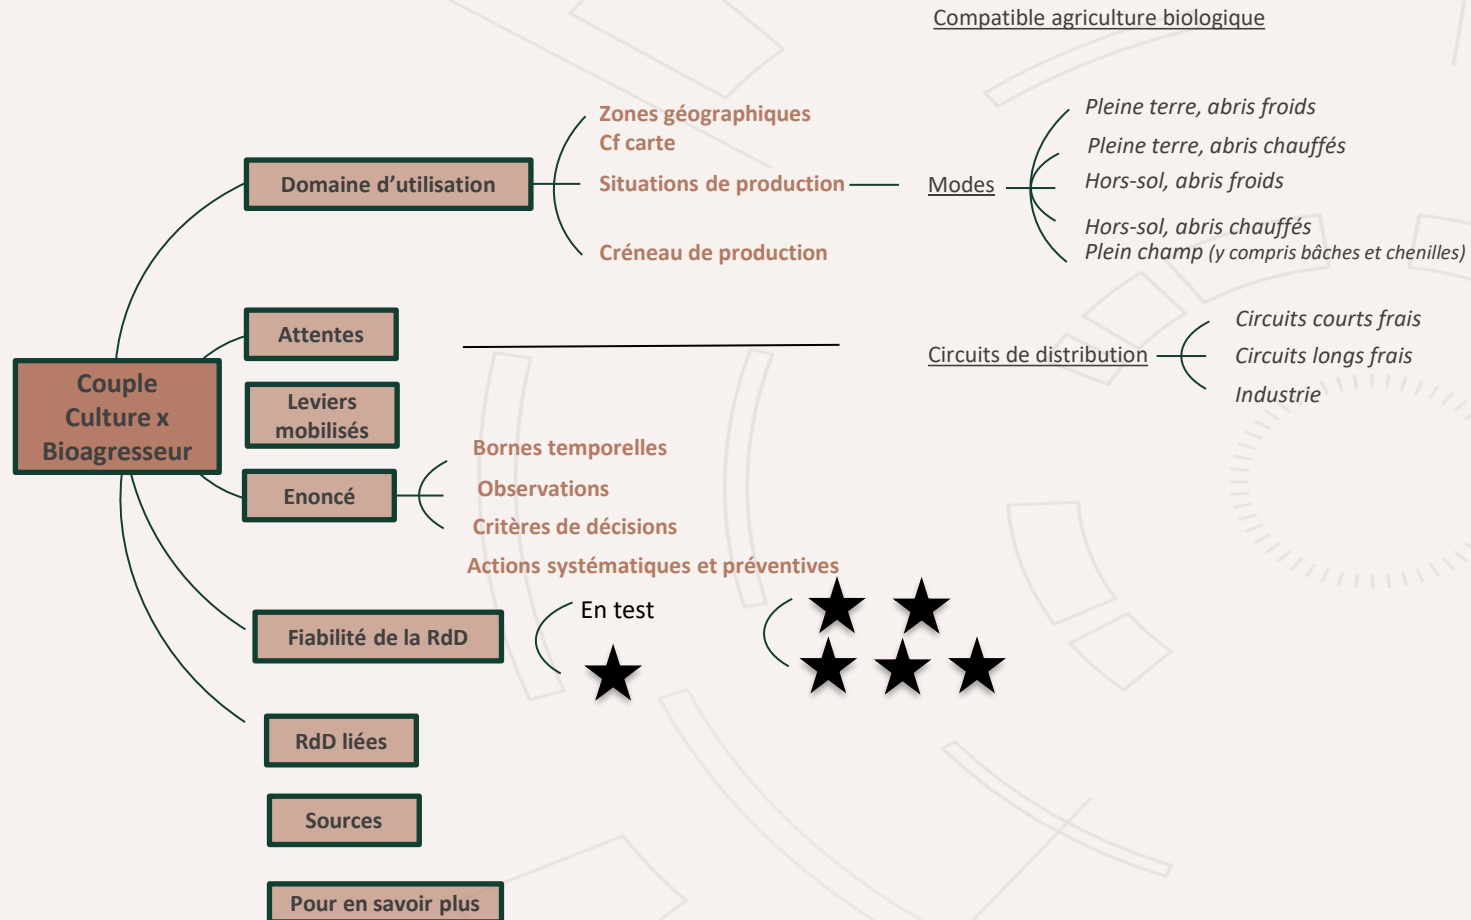 Compatible agriculture biologique
Zones géographiques
Cf carte
Situations de production
Créneau de production
Domaine d’utilisation
Modes
Pleine terre, abris froids
Pleine terre, abris chauffés
Hors-sol, abris froids
Hors-sol, abris chauffés
Plein champ (y compris bâches et chenilles)
Attentes
Circuits de distribution
Circuits courts frais
Circuits longs frais
Industrie
Couple
Culture x
Bioagresseur
Leviers
mobilisés
Enoncé
Bornes temporelles
Observations
Critères de décisions
Actions systématiques et préventives
Fiabilité de la RdD
En test
RdD liées
Sources
Pour en savoir plus